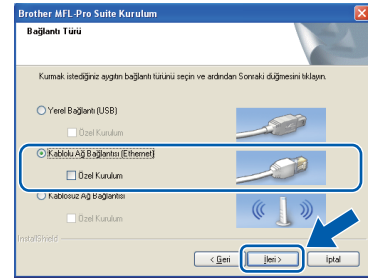 Brother MFL-Pro Suite Kurulum
Bağlantı Türü
Kurmak istediğiniz aygıtın bağlantı türünü seçin ve ardından Sonraki düğmesini tıklayın.
Yerel Bağlantı (USB)
Özel Kurulum
Kablolu Ağ Bağlantısı (Ethernet)
Özel Kurulum
Kablosuz Ağ Bağlantısı
Özel Kurulum
InstallShield
< Geri
İleri >
İptal